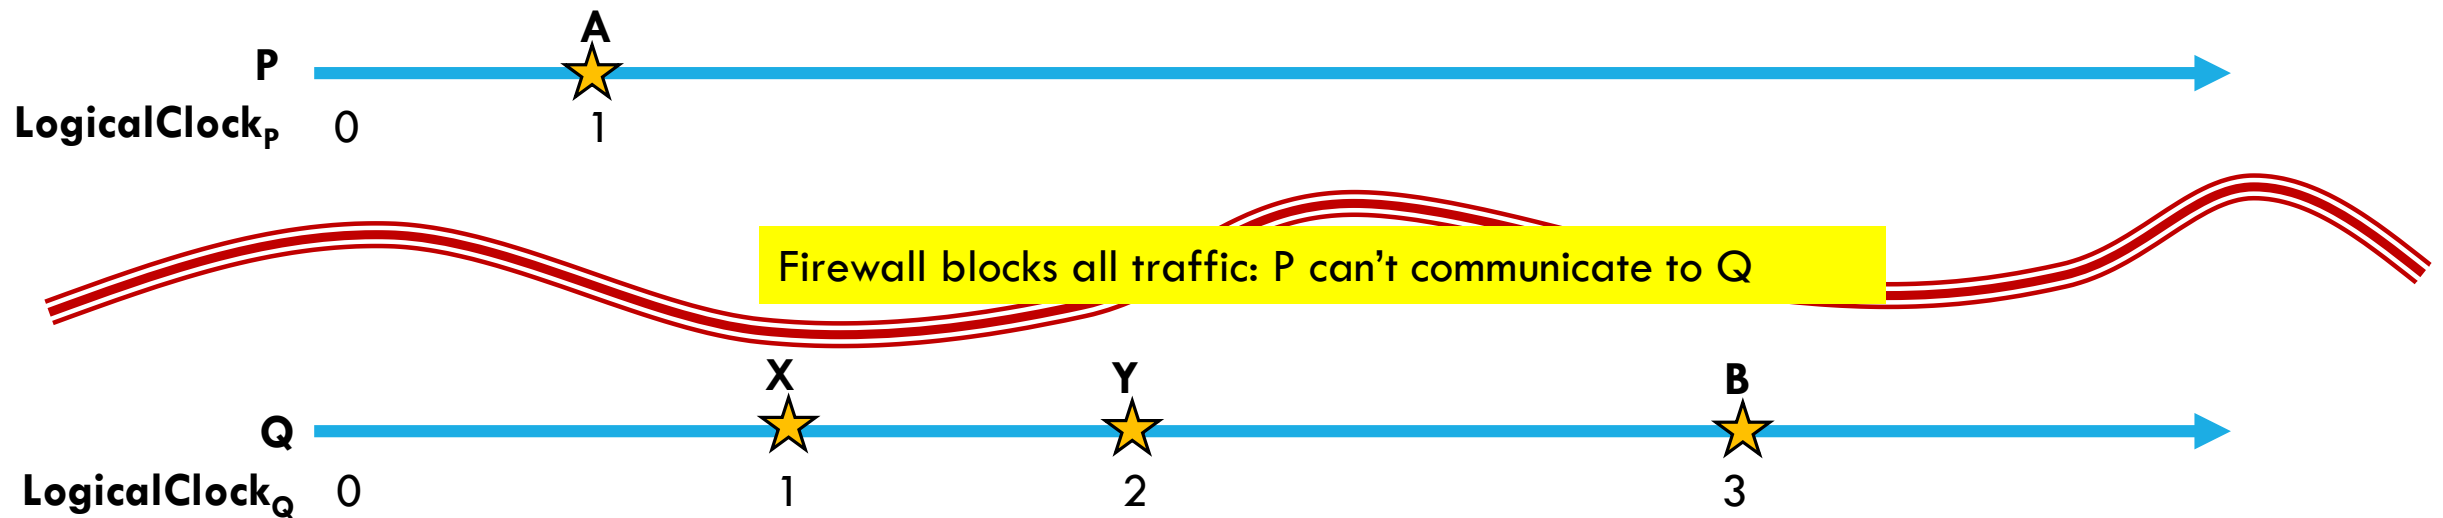 A
P
LogicalClockP 0 1
Firewall blocks all traffic: P can’t communicate to Q
X Y B
Q
LogicalClockQ 0 1 2 3